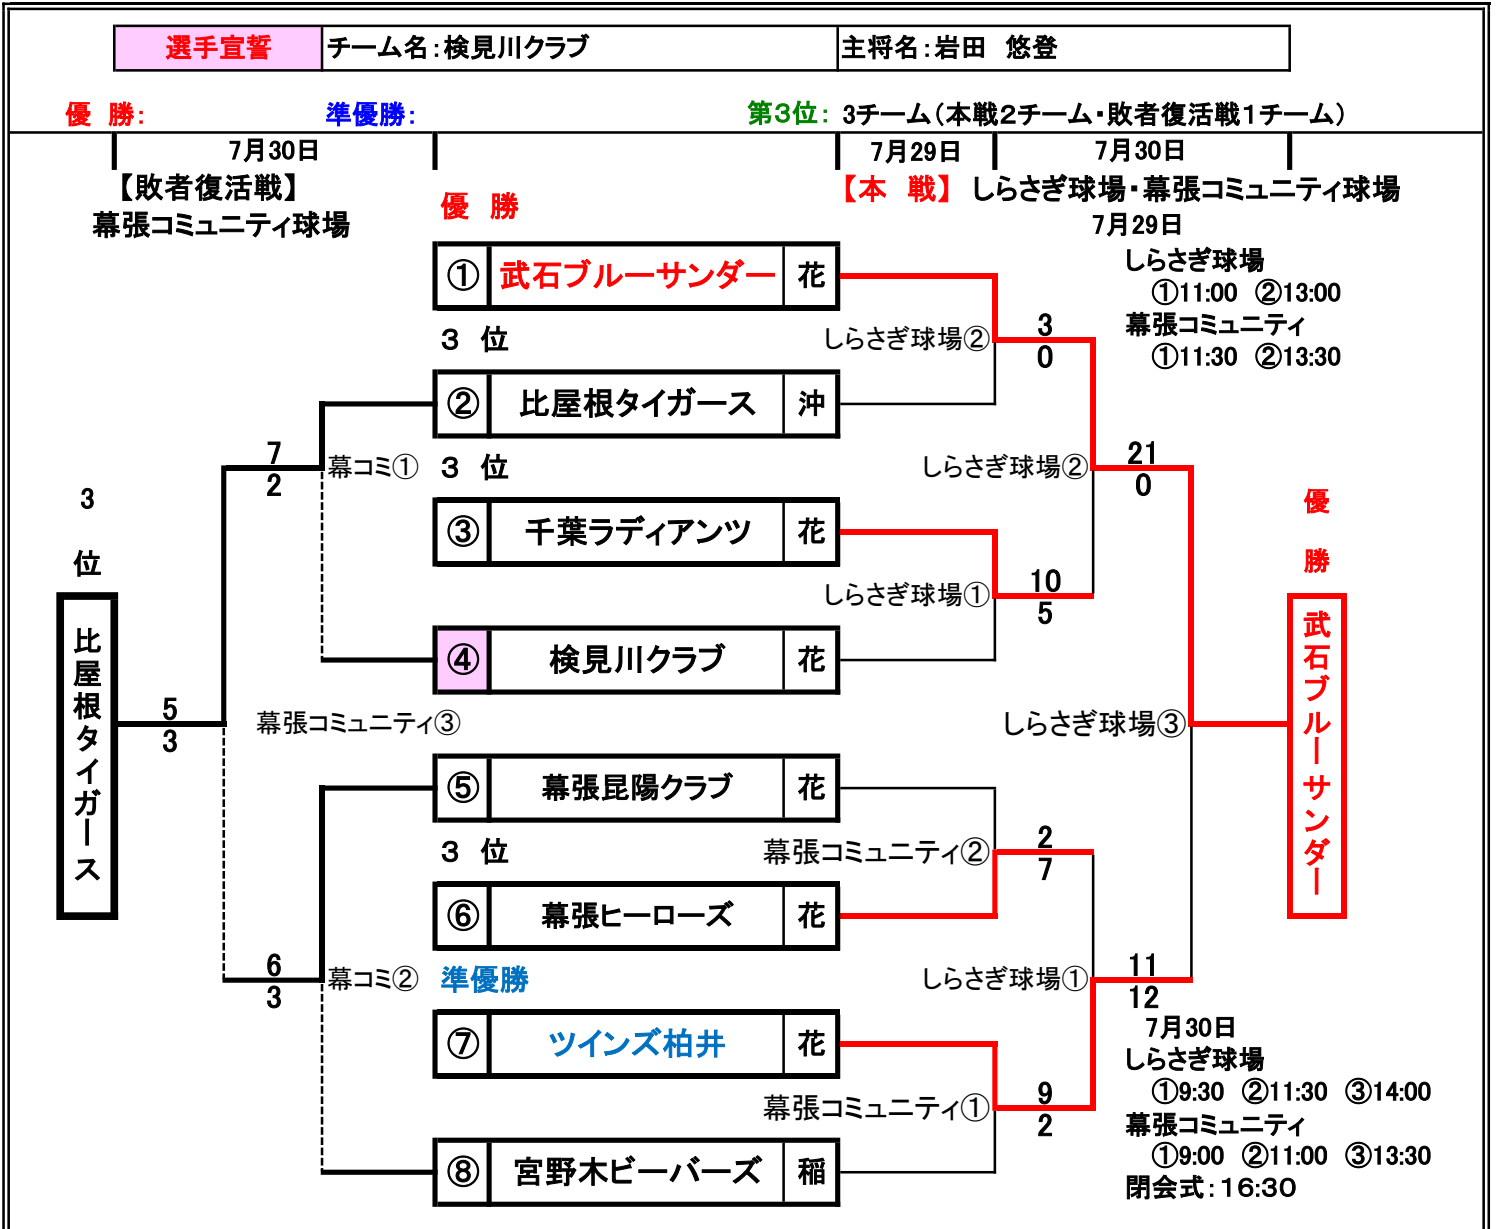 選手宣誓 チーム名：検見川クラブ 主将名：岩田　悠登
優　勝： 準優勝： 第３位： 3チーム（本戦２チーム・敗者復活戦１チーム）
7月30日 7月29日 7月30日
【敗者復活戦】 【本　戦】 しらさぎ球場・幕張コミュニティ球場
幕張コミュニティ球場 優　勝 7月29日
しらさぎ球場
① 武石ブルーサンダー 花
①11:00 ②13:00
幕張コミュニティ
3　位 しらさぎ球場② 3
0 ①11:30 ②13:30
② 比屋根タイガース 沖
7 幕コミ① 3　位 しらさぎ球場② 21
2 0
3 優
③ 千葉ラディアンツ 花
位 勝
しらさぎ球場① 10
5
④ 検見川クラブ 花
比屋根タイガース 武石ブルーサンダー
5 幕張コミュニティ③ しらさぎ球場③
3
⑤ 幕張昆陽クラブ 花
3　位 幕張コミュニティ② 2
7
⑥ 幕張ヒーローズ 花
6 幕コミ② 準優勝 しらさぎ球場① 11
3 12
7月30日
⑦ ツインズ柏井 花
しらさぎ球場
①9:30 ②11:30 ③14:00
幕張コミュニティ① 9
2 幕張コミュニティ
①9:00 ②11:00 ③13:30
⑧ 宮野木ビーバーズ 稲
閉会式：16:30